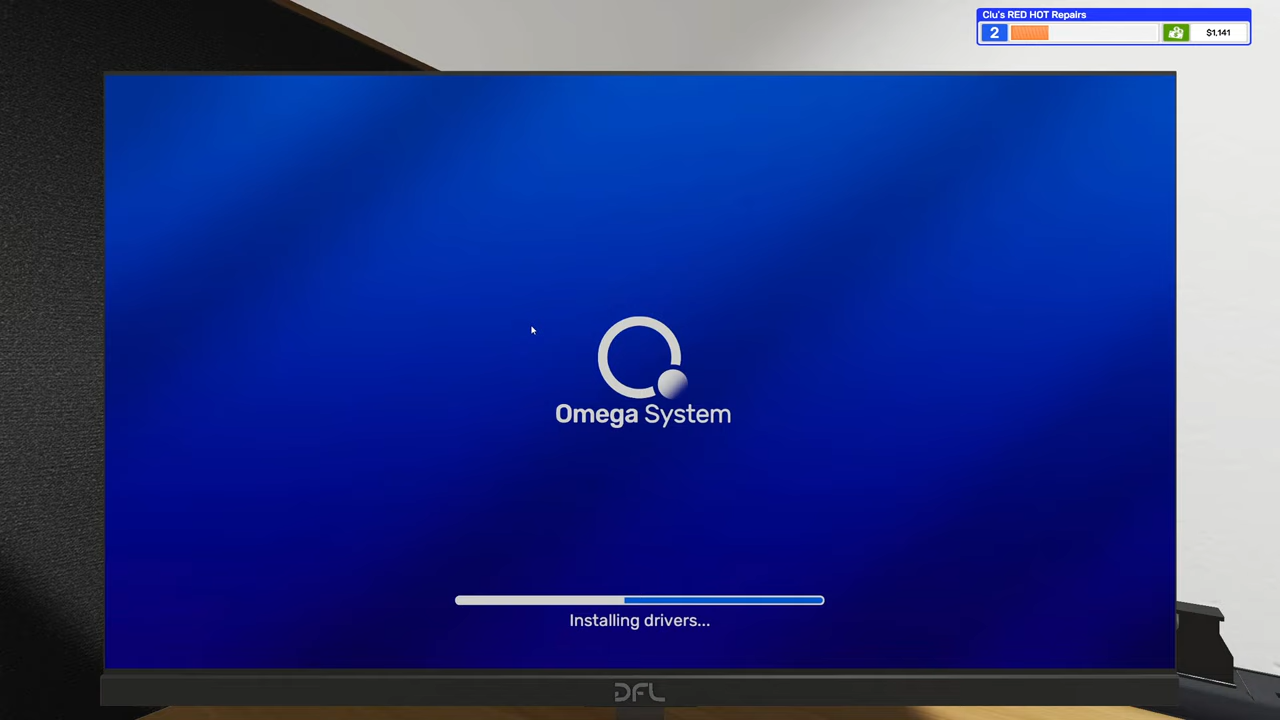 Clu's RED HOT Repairs
2
$1,141
Omega System
Installing drivers...
DFL